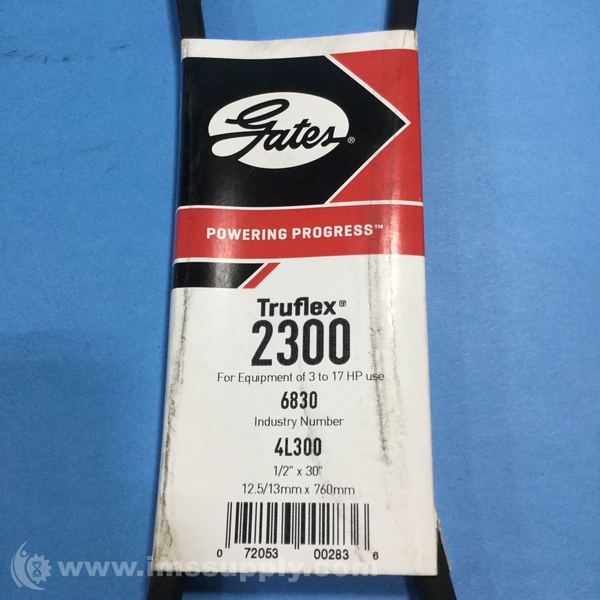 Gates®
POWERING PROGRESS™
Truflex®
2300
For Equipment of 3 to 17 HP use
6830
Industry Number
4L300
1/2" x 30"
12.5/13mm x 760mm
0 72053 00283 6
www.imssupply.com